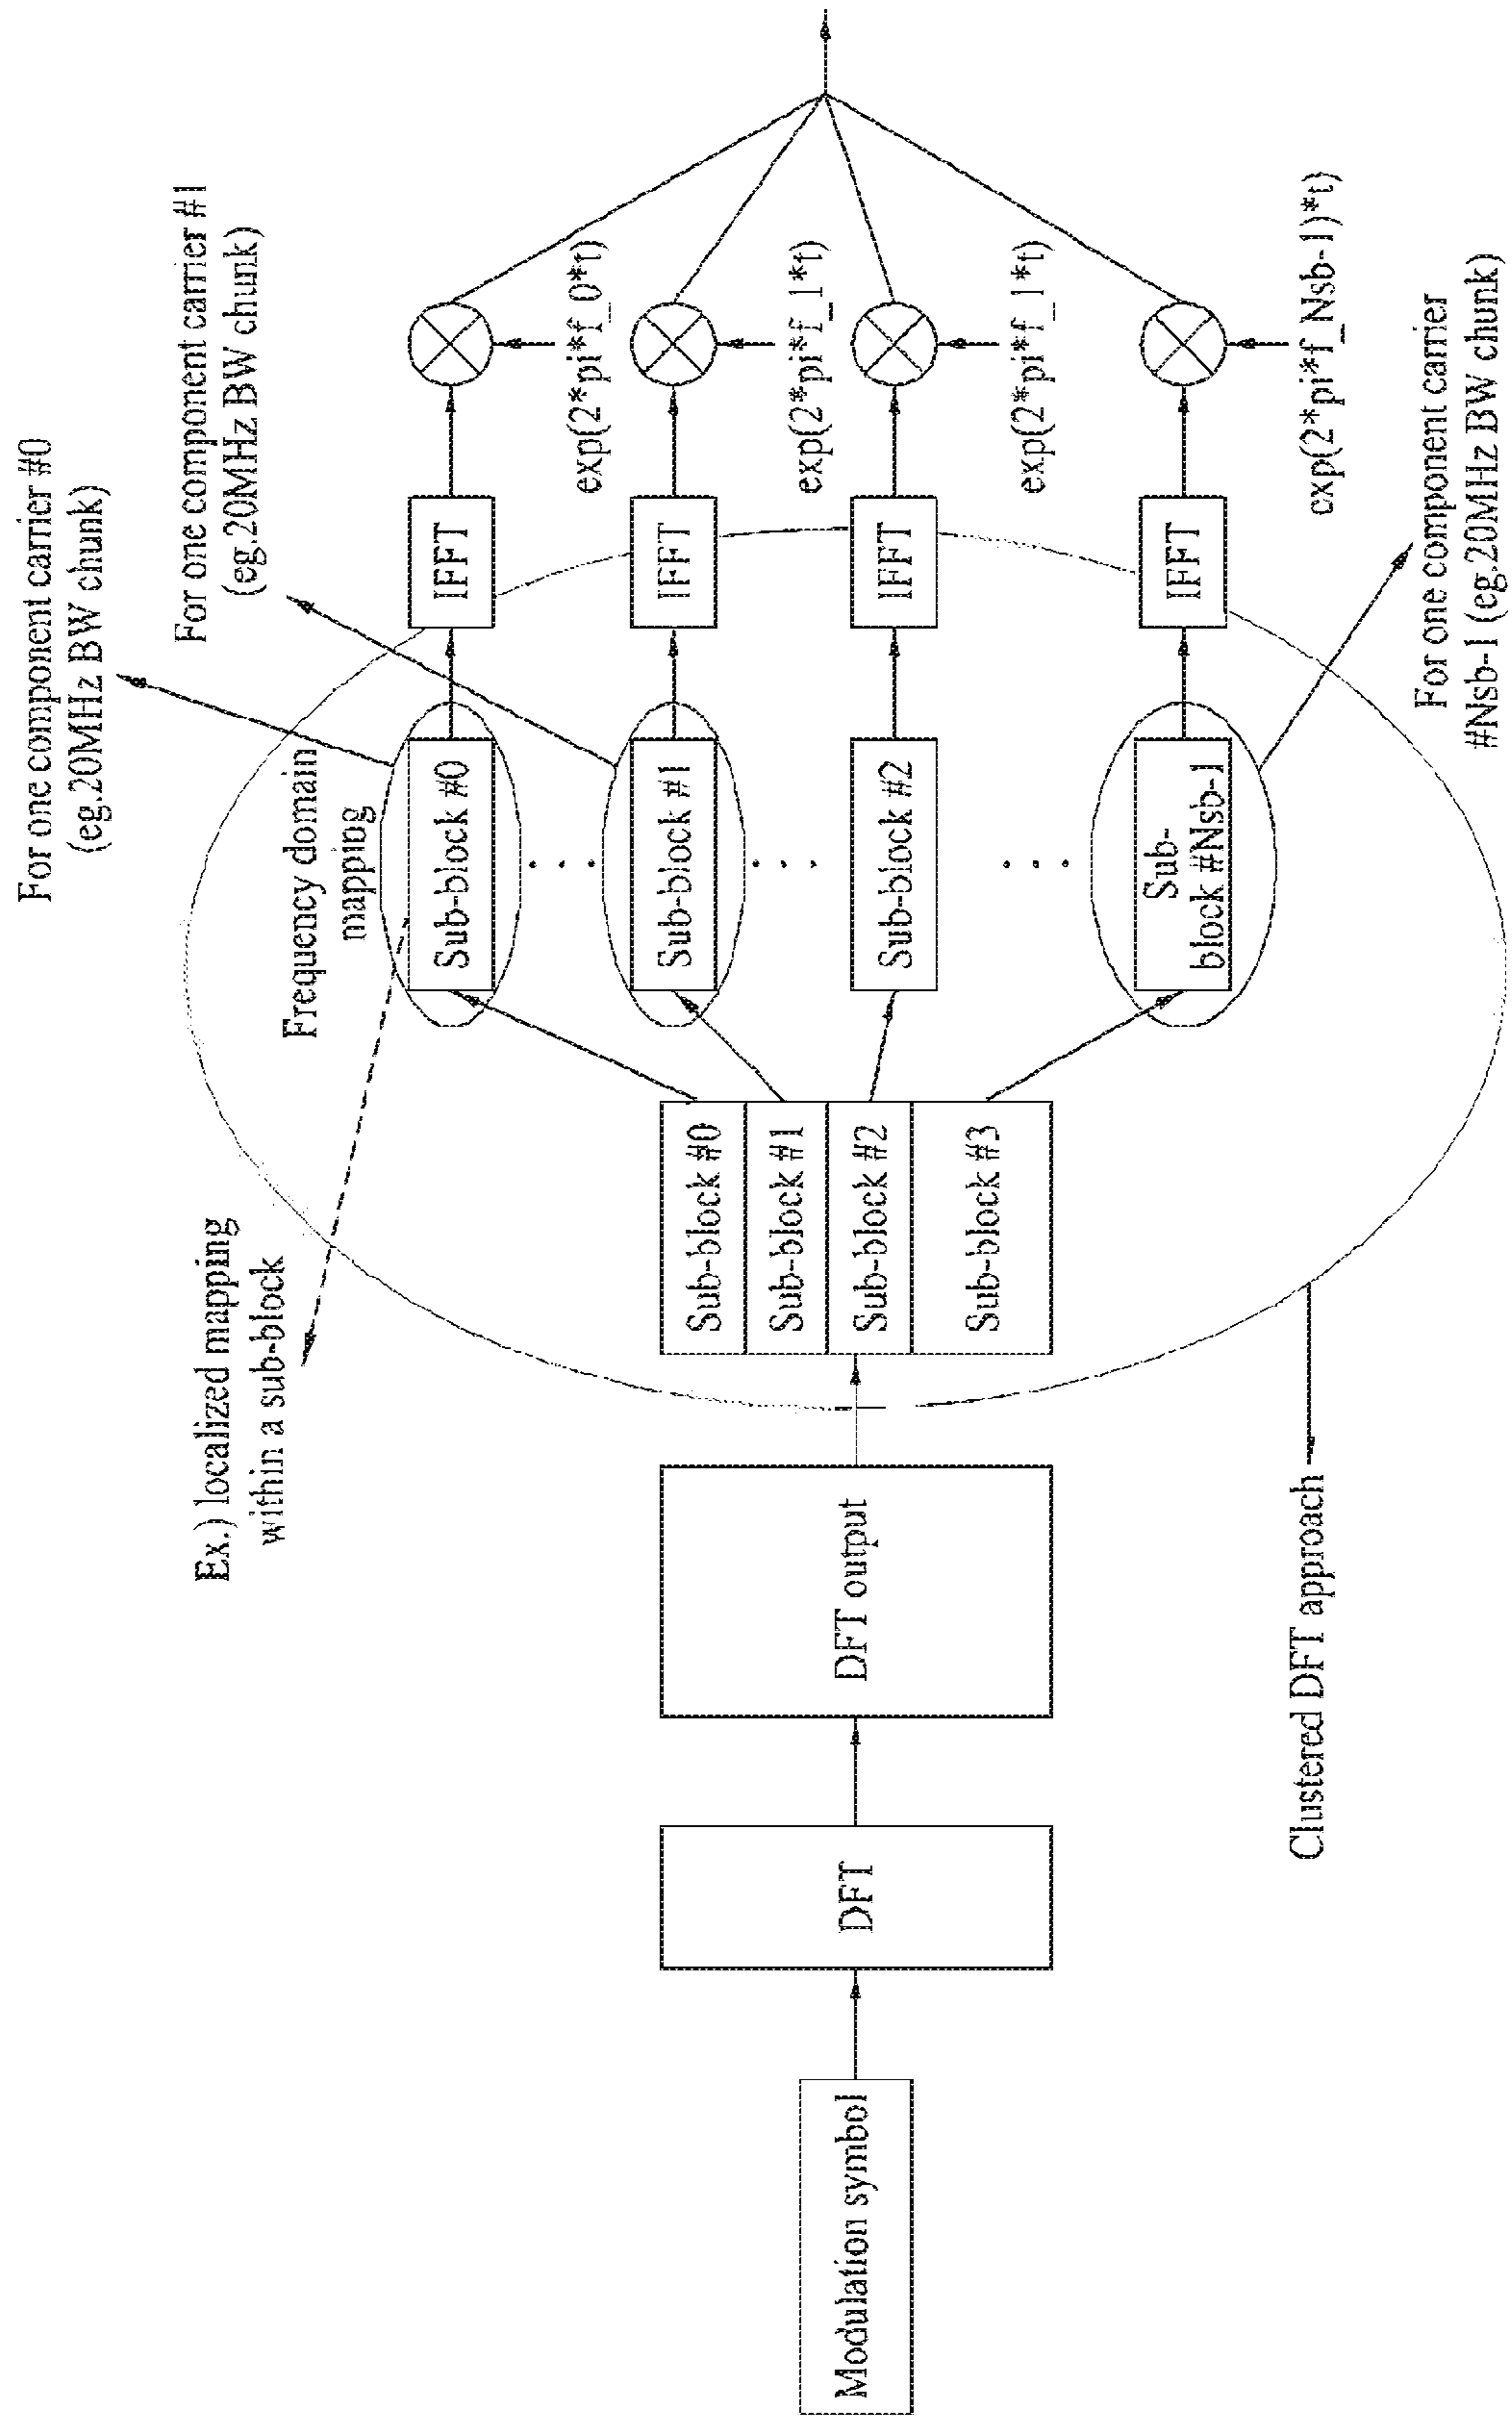 For one component carrier #0
(eg.20MHz BW chunk)
For one component carrier #1
(eg.20MHz BW chunk)
Ex.) localized mapping
within a sub-block
Frequency domain
mapping
Modulation symbol
DFT
DFT output
Sub-block #0
Sub-block #1
Sub-block #2
Sub-block #3
Sub-block #0
IFFT
exp(2*pi*f_0*t)
Sub-block #1
IFFT
exp(2*pi*f_1*t)
Sub-block #2
IFFT
exp(2*pi*f_1*t)
Sub-
block #Nsb-1
IFFT
exp(2*pi*f_Nsb-1)*t)
Clustered DFT approach
For one component carrier
#Nsb-1 (eg.20MHz BW chunk)